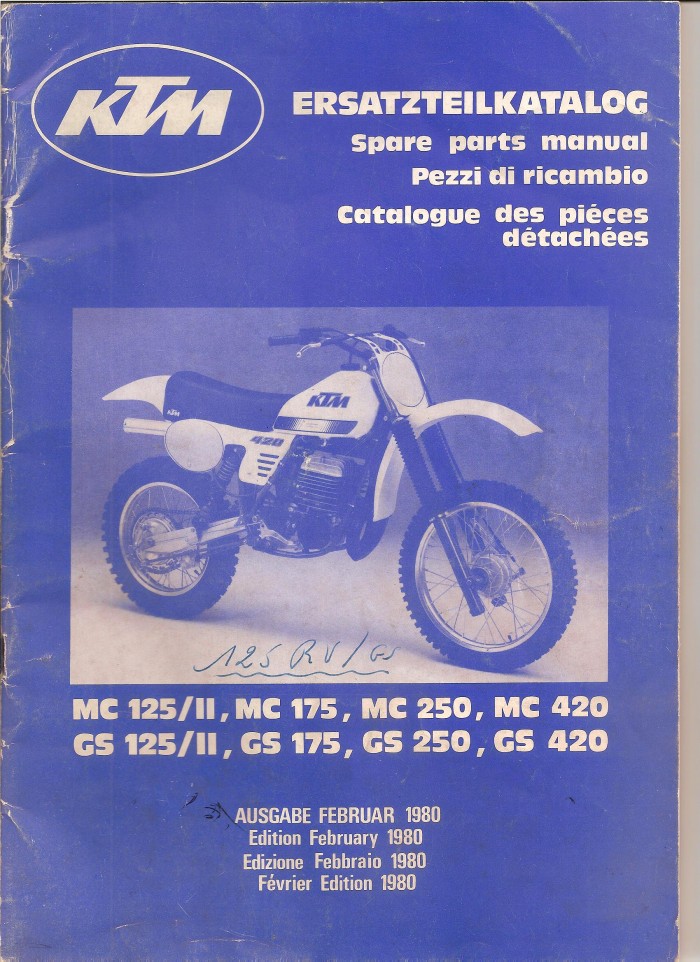 KTM
ERSATZTEILKATALOG
Spare parts manual
Pezzi di ricambio
Catalogue des piéces
détachées
KTM
KTM
420
125 RV/GS
MC 125/II, MC 175, MC 250, MC 420
GS 125/II, GS 175, GS 250, GS 420
AUSGABE FEBRUAR 1980
Edition February 1980
Edizione Febbraio 1980
Février Edition 1980